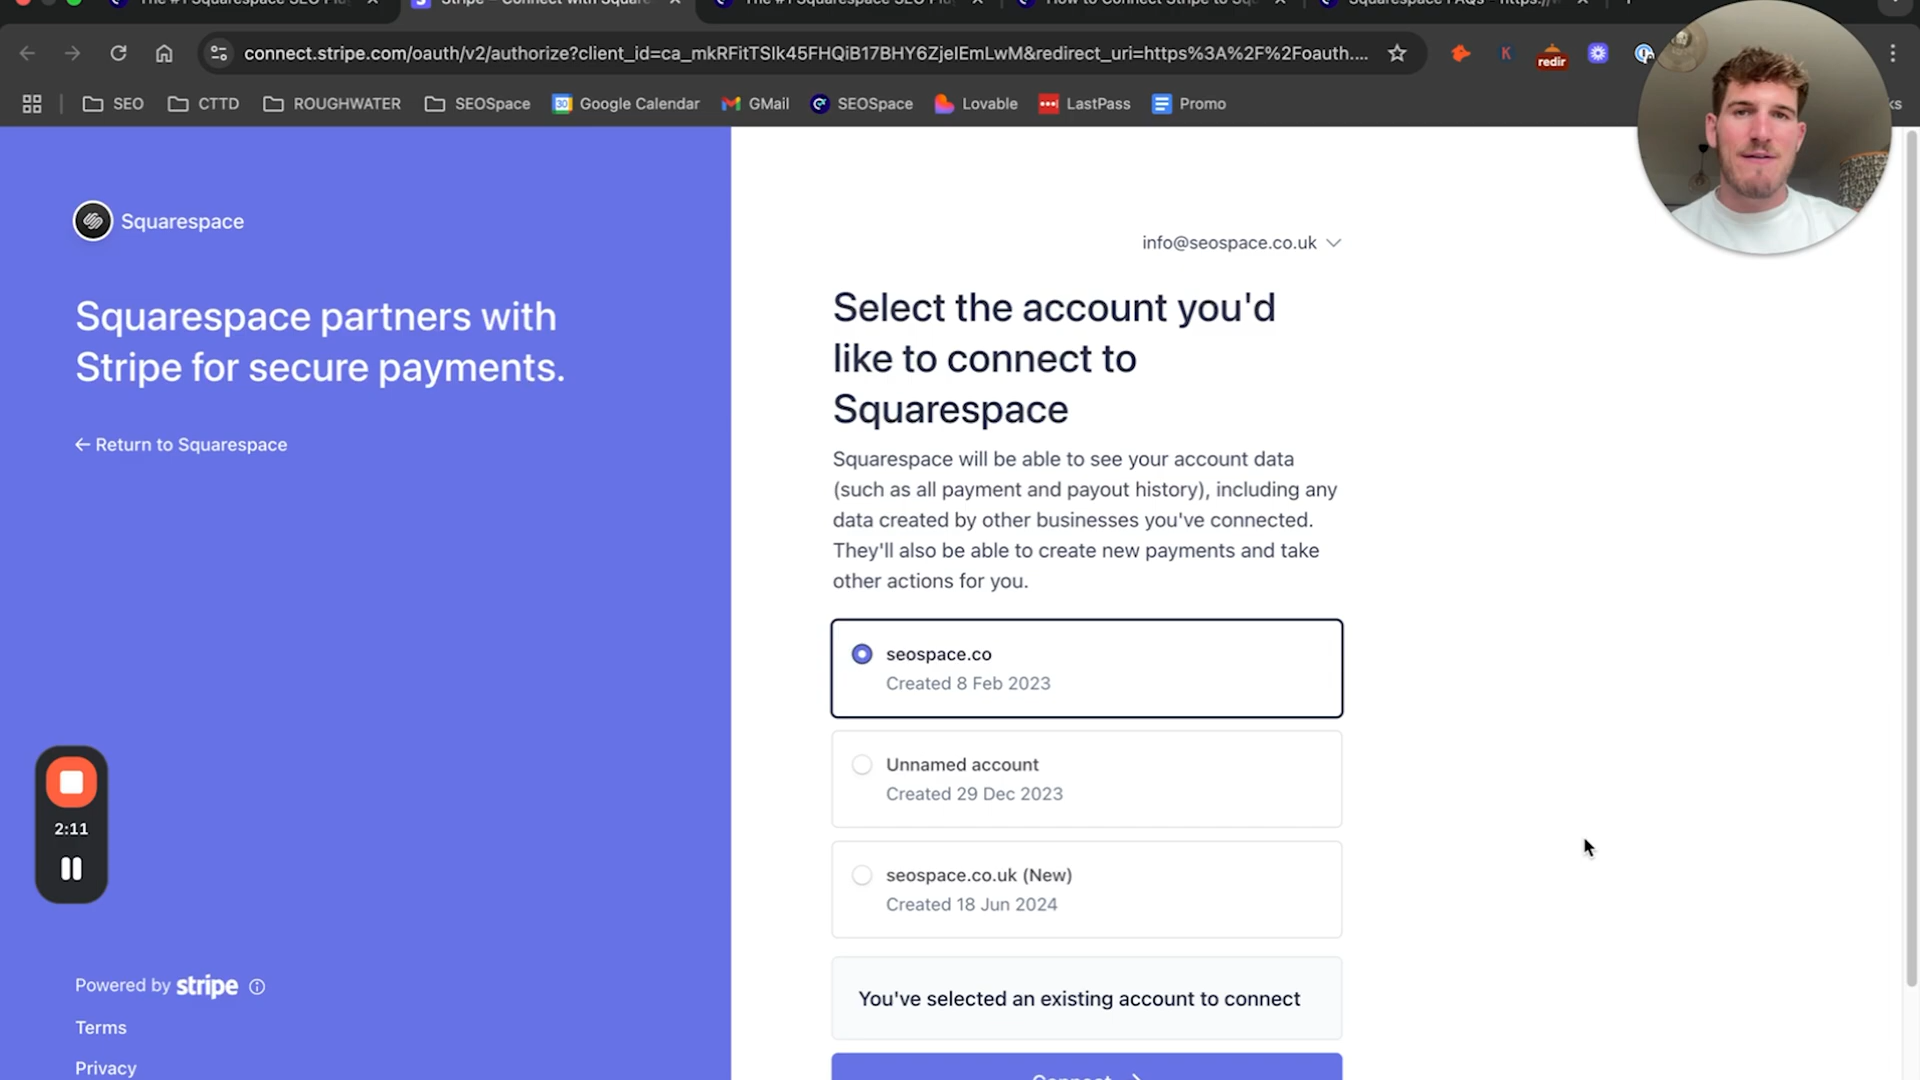 connect.stripe.com/oauth/v2/authorize?client_id=ca_mkRFitTSIk45FHQiB17BHY6ZjeIEmLwM&redirect_uri=https%3A%2F%2Foauth....
K
redir
SEO
CTTD
ROUGHWATER
SEOSpace
Google Calendar
GMail
SEOSpace
Lovable
LastPass
Promo
Squarespace
Squarespace partners with
Stripe for secure payments.
← Return to Squarespace
info@seospace.co.uk
Select the account you'd
like to connect to
Squarespace
Squarespace will be able to see your account data
(such as all payment and payout history), including any
data created by other businesses you've connected.
They'll also be able to create new payments and take
other actions for you.
seospace.co
Created 8 Feb 2023
Unnamed account
Created 29 Dec 2023
seospace.co.uk (New)
Created 18 Jun 2024
You've selected an existing account to connect
Connect
2:11
Powered by stripe
Terms
Privacy